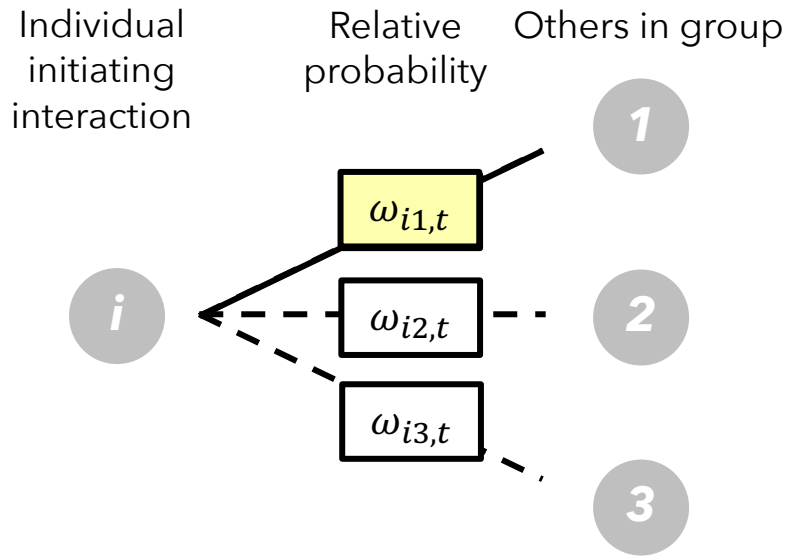 Individual
initiating
interaction
Relative
probability
Others in group
1
ω_{i1,t}
i
ω_{i2,t}
2
ω_{i3,t}
3